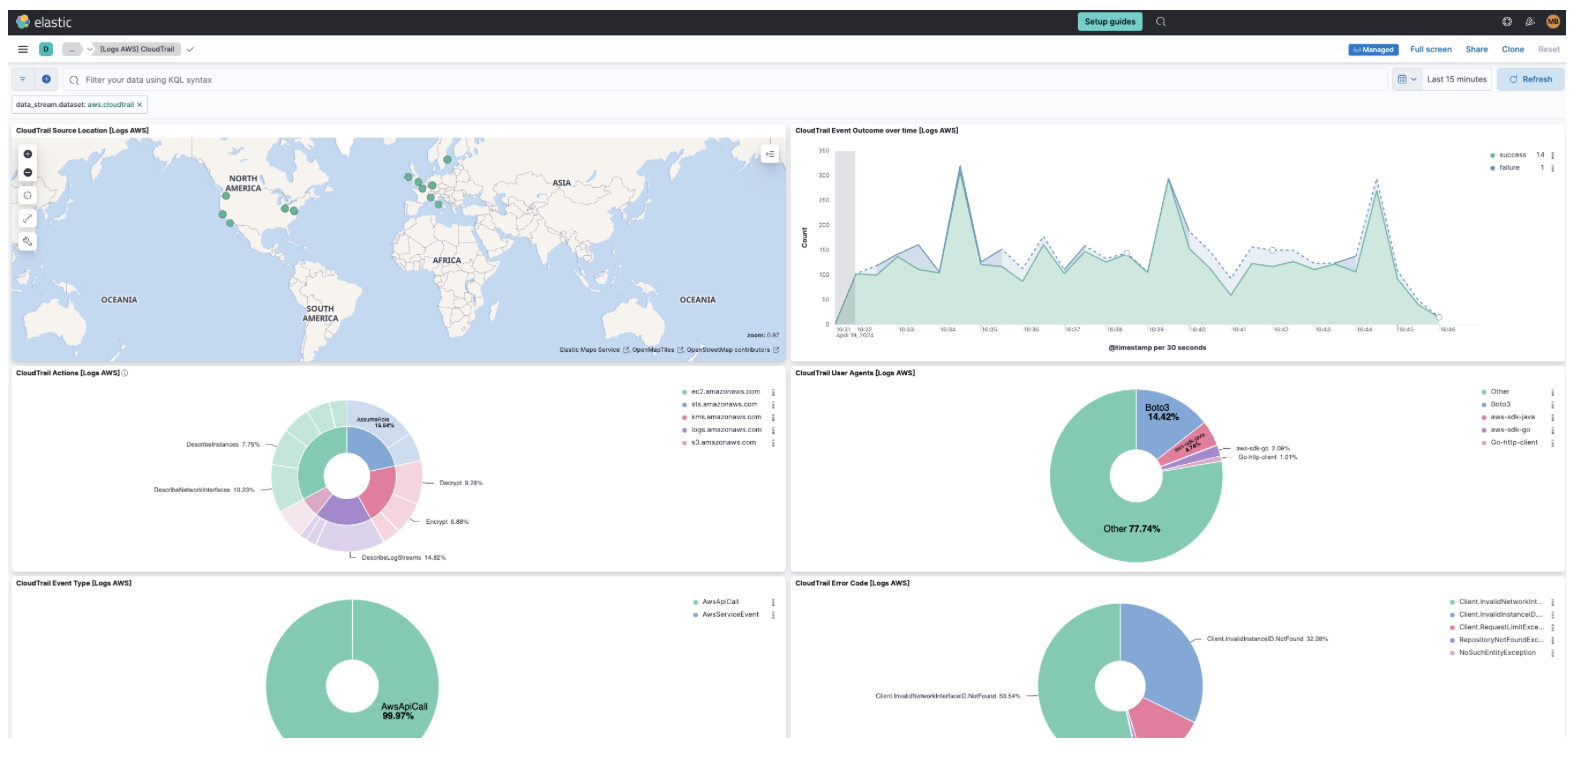 elastic
Setup guides
MB
D ... [Logs AWS] CloudTrail
Managed Full screen Share Clone Reset
Filter your data using KQL syntax
Last 15 minutes
Refresh
data_stream.dataset: aws.cloudtrail ×
CloudTrail Source Location [Logs AWS]
NORTH
AMERICA
ASIA
AFRICA
OCEANIA
OCEANIA
SOUTH
AMERICA
zoom: 0.97
Elastic Maps Service, OpenMapTiles, OpenStreetMap contributors
CloudTrail Event Outcome over time [Logs AWS]
350
300
250
200
150
100
50
0
Count
success 14
failure 1
16:31 16:32 16:33 16:34 16:35 16:36 16:37 16:38 16:39 16:40 16:41 16:42 16:43 16:44 16:45 16:46
April 19, 2024
@timestamp per 30 seconds
CloudTrail Actions [Logs AWS]
ec2.amazonaws.com
sts.amazonaws.com
kms.amazonaws.com
logs.amazonaws.com
s3.amazonaws.com
AssumeRole
15.54%
DescribeInstances 7.75%
DescribeNetworkInterfaces 10.23%
Decrypt 9.28%
Encrypt 5.88%
DescribeLogStreams 14.82%
CloudTrail User Agents [Logs AWS]
Other
Boto3
aws-sdk-java
aws-sdk-go
Go-http-client
Boto3
14.42%
aws-sdk-java
4.74%
aws-sdk-go 2.09%
Go-http-client 1.01%
Other 77.74%
CloudTrail Event Type [Logs AWS]
AwsApiCall
AwsServiceEvent
AwsApiCall
99.97%
CloudTrail Error Code [Logs AWS]
Client.InvalidNetworkInt...
Client.InvalidInstanceID....
Client.RequestLimitExce...
RepositoryNotFoundExc...
NoSuchEntityException
Client.InvalidInstanceID.NotFound 32.28%
Client.InvalidNetworkInterfaceID.NotFound 53.54%